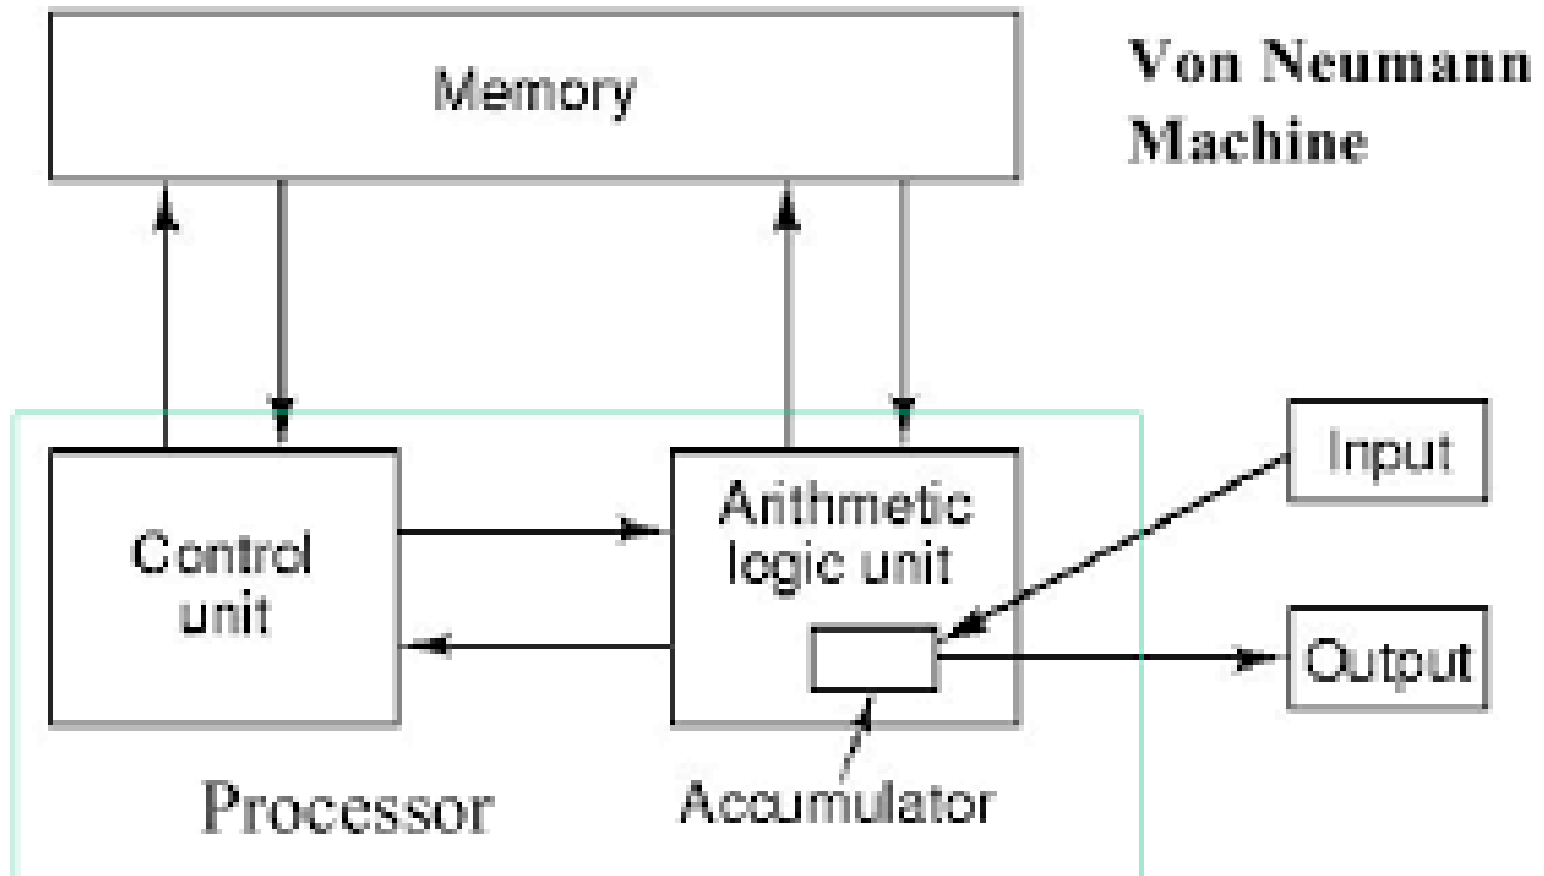 Memory
Von Neumann
Machine
Control
unit
Arithmetic
logic unit
Input
Output
Processor
Accumulator